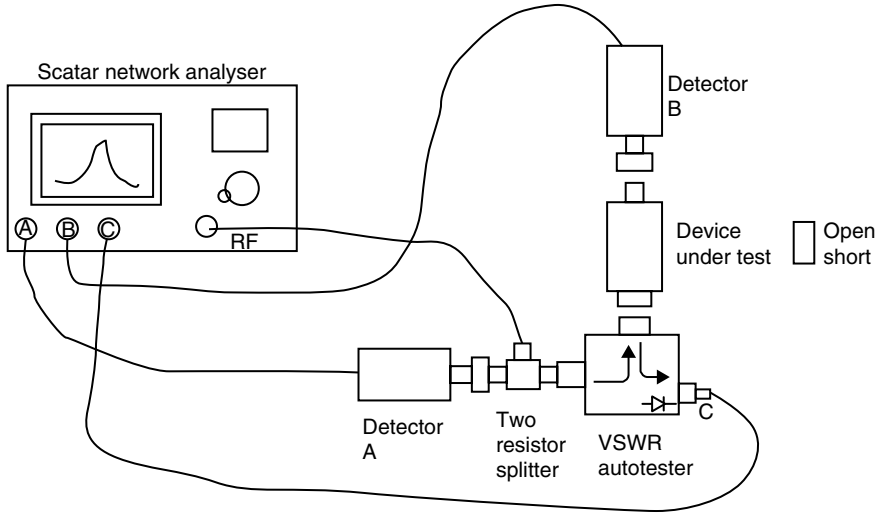 Scatar network analyser
Detector
B
A
B
C
RF
Device
under test
Open
short
Detector
A
Two
resistor
splitter
VSWR
autotester
C